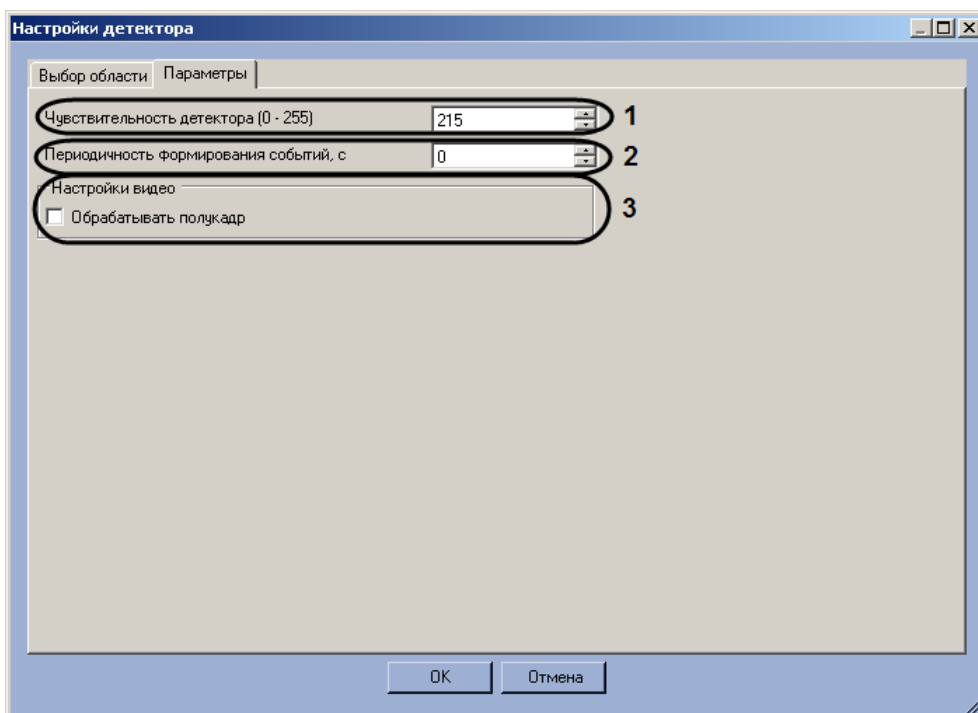 Настройки детектора
Выбор области Параметры
Чувствительность детектора (0 - 255) 215 1
Периодичность формирования событий, с 0 2
Настройки видео
Обрабатывать полукадр 3
OK Отмена